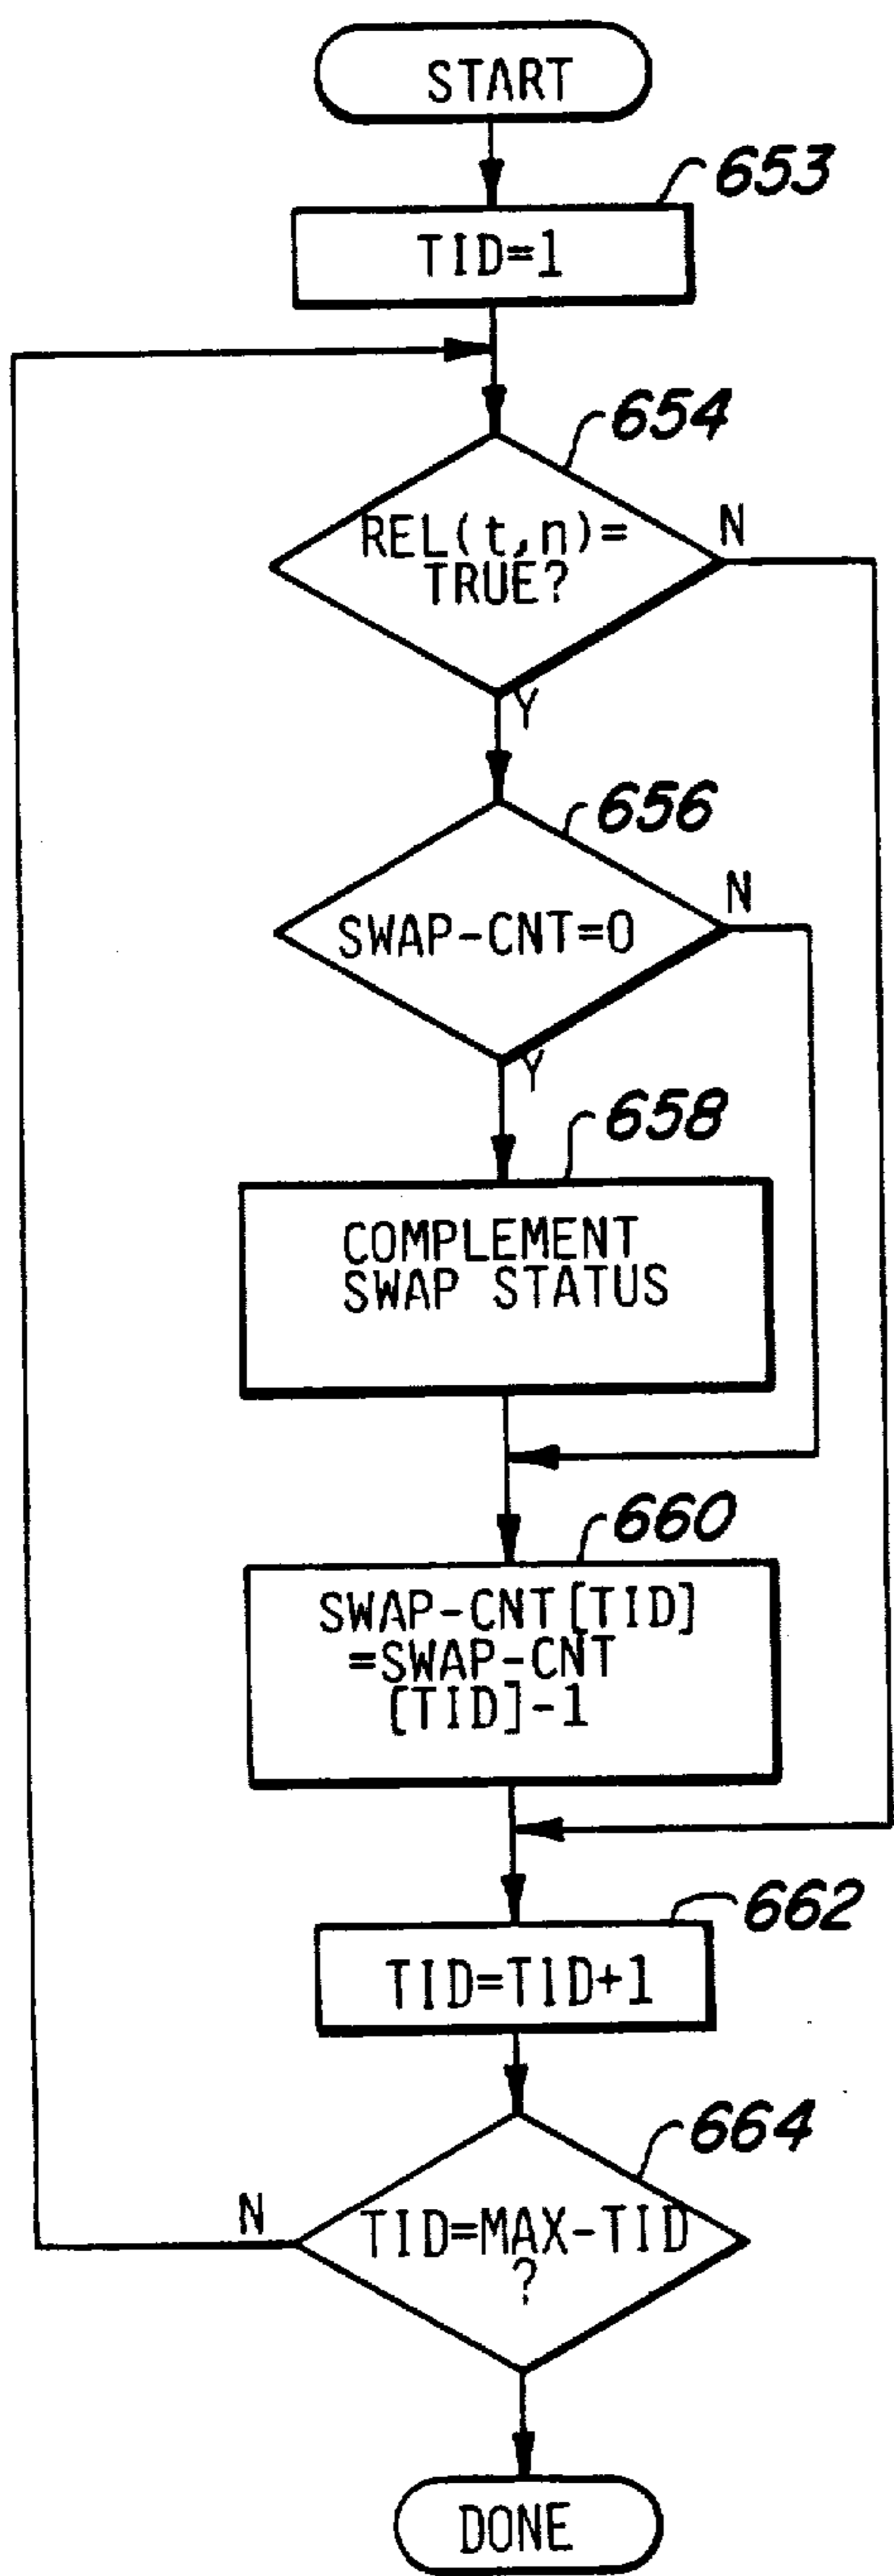 START
653
TID=1
654
REL(t,n)=
TRUE?
N
Y
656
SWAP-CNT=0
N
Y
658
COMPLEMENT
SWAP STATUS
660
SWAP-CNT[TID]
=SWAP-CNT
[TID]-1
662
TID=TID+1
664
N
TID=MAX-TID
?
DONE